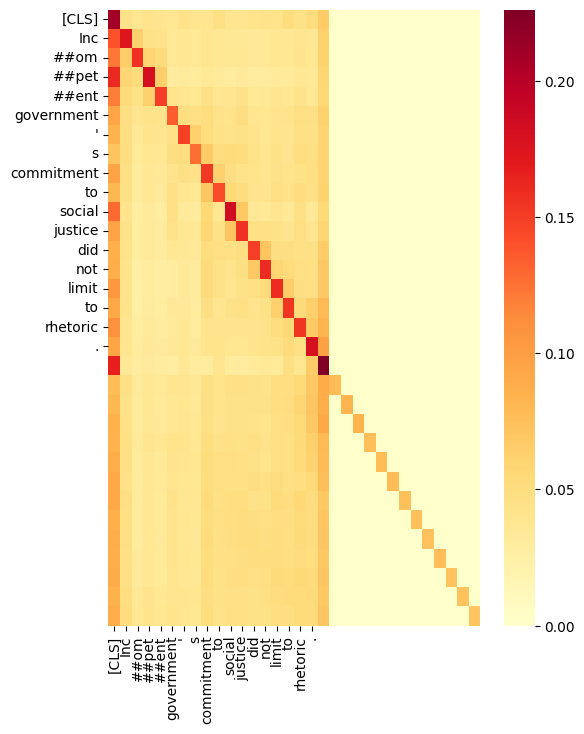 [CLS]
Inc
##om
##pet
##ent
government
'
s
commitment
to
social
justice
did
not
limit
to
rhetoric
.
0.20
0.15
0.10
0.05
0.00
[CLS]
Inc
##om
##pet
##ent
government
'
s
commitment
to
social
justice
did
not
limit
to
rhetoric
.